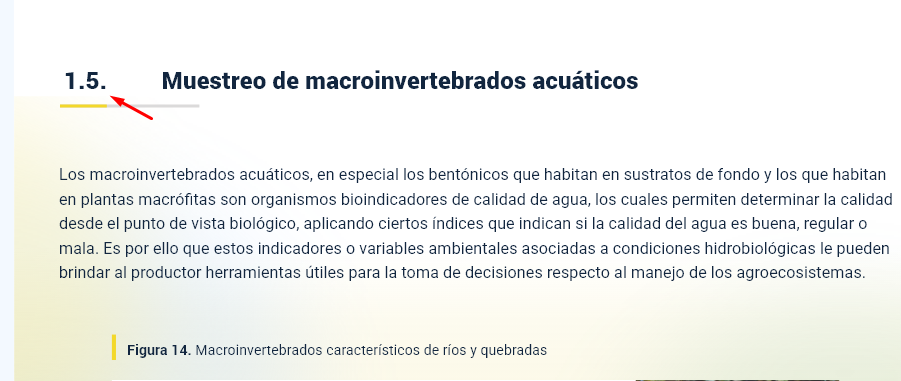 1.5. Muestreo de macroinvertebrados acuáticos
Los macroinvertebrados acuáticos, en especial los bentónicos que habitan en sustratos de fondo y los que habitan
en plantas macrófitas son organismos bioindicadores de calidad de agua, los cuales permiten determinar la calidad
desde el punto de vista biológico, aplicando ciertos índices que indican si la calidad del agua es buena, regular o
mala. Es por ello que estos indicadores o variables ambientales asociadas a condiciones hidrobiológicas le pueden
brindar al productor herramientas útiles para la toma de decisiones respecto al manejo de los agroecosistemas.
Figura 14. Macroinvertebrados característicos de ríos y quebradas